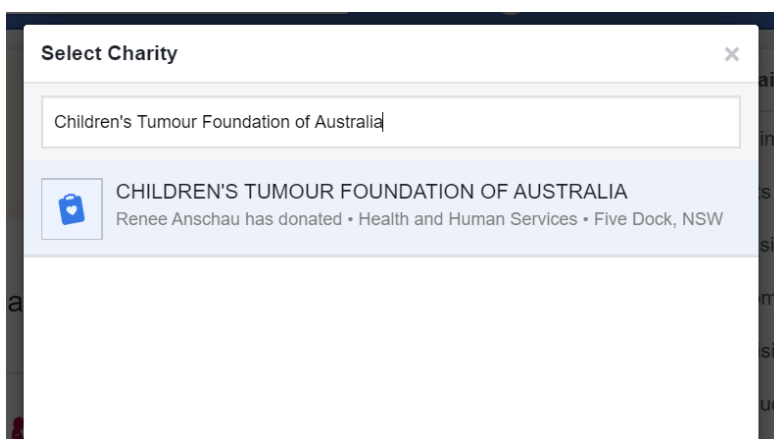 Select Charity
×
Children's Tumour Foundation of Australia
CHILDREN'S TUMOUR FOUNDATION OF AUSTRALIA
Renee Anschau has donated • Health and Human Services • Five Dock, NSW